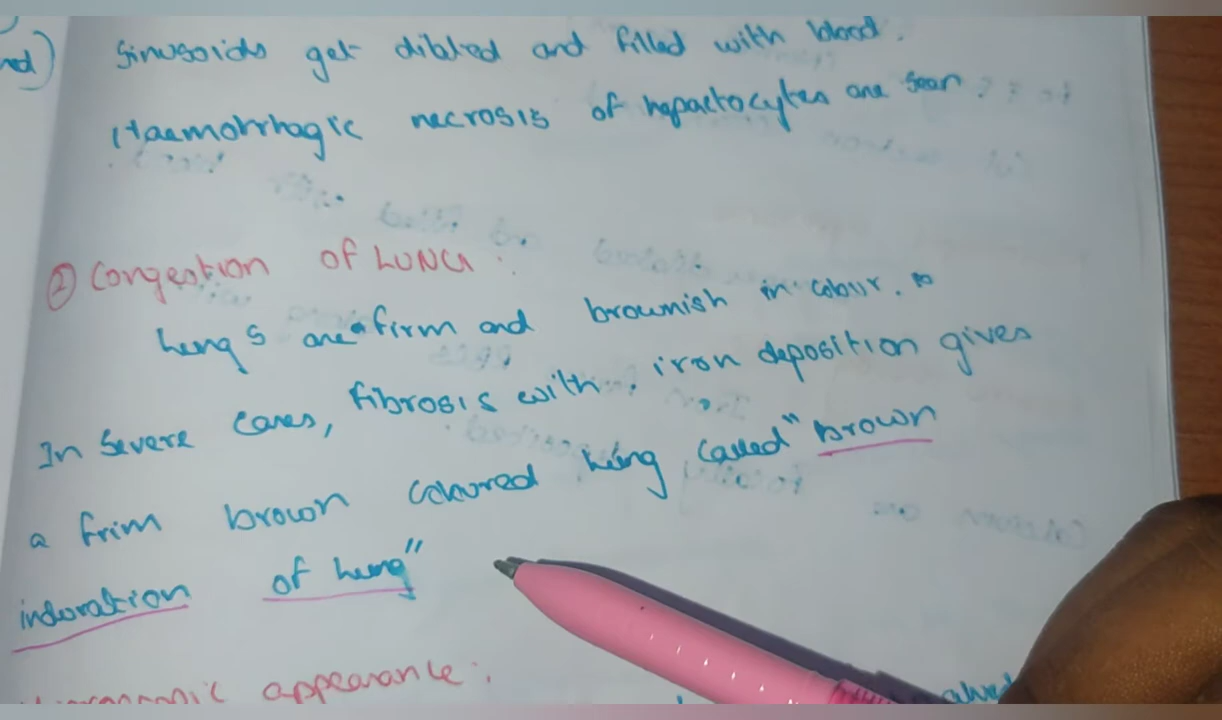 Sinusoids get dilated and filled with blood.
Haemorrhagic necrosis of hepactocytes are seen.
② Congestion of LUNG :
Lungs are firm and brownish in colour.
In Severe cases, fibrosis with iron deposition gives
a frim brown coloured lung called "brown
induration of lung"
appearance :